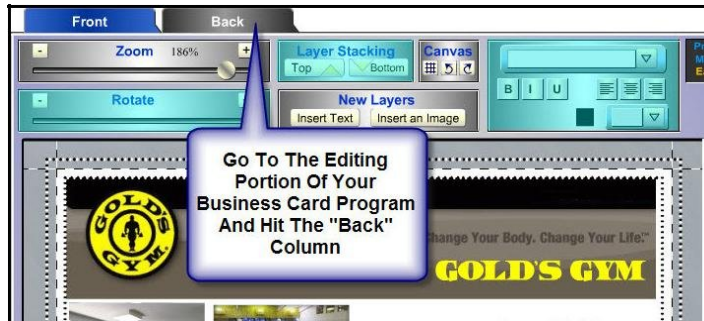 Front Back
- Zoom 186% +
Layer Stacking
Top Bottom
Canvas
- Rotate
New Layers
Insert Text Insert an Image
B I U
Go To The Editing
Portion Of Your
Business Card Program
And Hit The "Back"
Column
GOLD'S
GYM
Change Your Body. Change Your Life.™
GOLD'S GYM